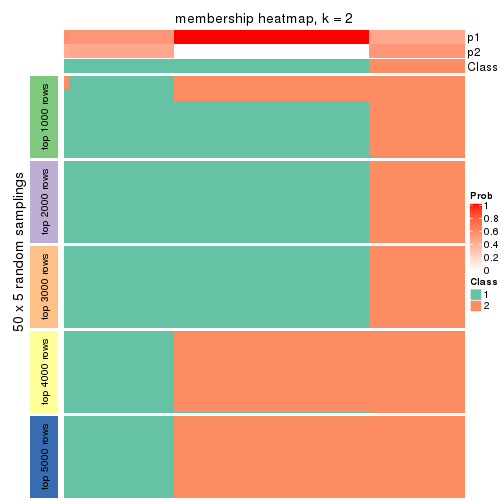 membership heatmap, k = 2
p1
p2
Class
50 x 5 random samplings
top 1000 rows
top 2000 rows
top 3000 rows
top 4000 rows
top 5000 rows
Prob
1
0.8
0.6
0.4
0.2
0
Class
1
2